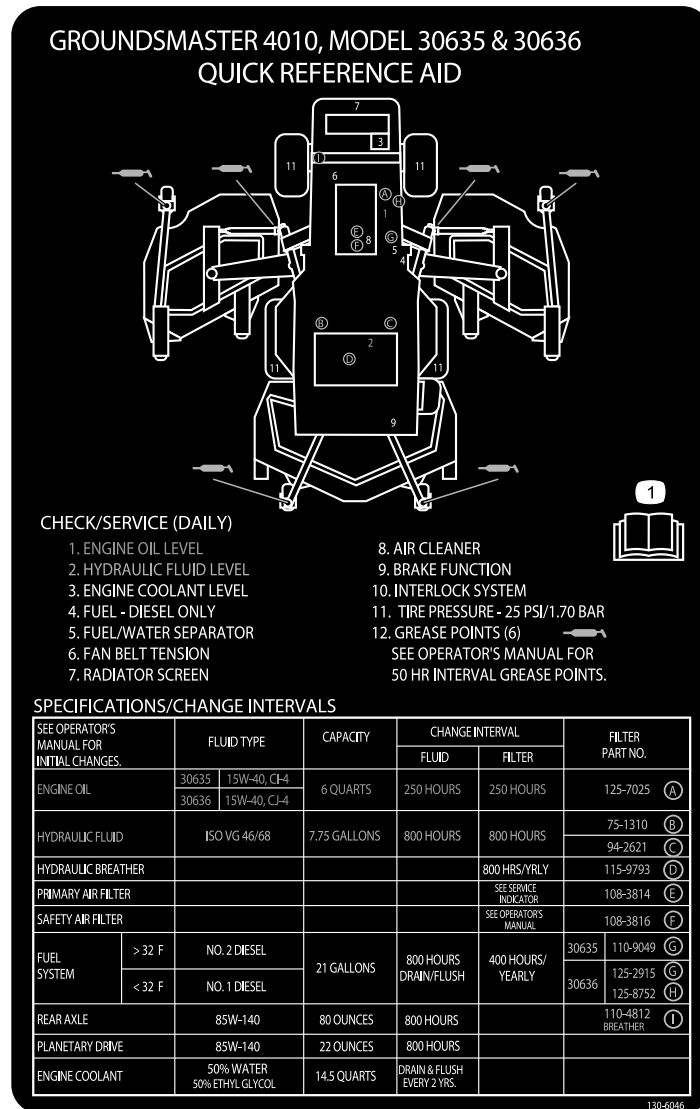 GROUNDSMASTER 4010, MODEL 30635 & 30636
QUICK REFERENCE AID
7
3
I
11
11
6
A
H
1
E
F
8
G
5
4
B
C
2
D
11
11
9
1
CHECK/SERVICE (DAILY)
1. ENGINE OIL LEVEL
2. HYDRAULIC FLUID LEVEL
3. ENGINE COOLANT LEVEL
4. FUEL - DIESEL ONLY
5. FUEL/WATER SEPARATOR
6. FAN BELT TENSION
7. RADIATOR SCREEN
8. AIR CLEANER
9. BRAKE FUNCTION
10. INTERLOCK SYSTEM
11. TIRE PRESSURE - 25 PSI/1.70 BAR
12. GREASE POINTS (6)
SEE OPERATOR'S MANUAL FOR
50 HR INTERVAL GREASE POINTS.
SPECIFICATIONS/CHANGE INTERVALS
SEE OPERATOR'S
MANUAL FOR
INITIAL CHANGES.
FLUID TYPE
CAPACITY
CHANGE INTERVAL
FLUID
FILTER
FILTER
PART NO.
ENGINE OIL
30635 15W-40, CI-4
30636 15W-40, CJ-4
6 QUARTS
250 HOURS
250 HOURS
125-7025 A
HYDRAULIC FLUID
ISO VG 46/68
7.75 GALLONS
800 HOURS
800 HOURS
75-1310 B
94-2621 C
HYDRAULIC BREATHER
800 HRS/YRLY
115-9793 D
PRIMARY AIR FILTER
SEE SERVICE
INDICATOR
108-3814 E
SAFETY AIR FILTER
SEE OPERATOR'S
MANUAL
108-3816 F
FUEL
SYSTEM
> 32 F
NO. 2 DIESEL
< 32 F
NO. 1 DIESEL
21 GALLONS
800 HOURS
DRAIN/FLUSH
400 HOURS/
YEARLY
30635 110-9049 G
30636
125-2915 G
125-8752 H
REAR AXLE
85W-140
80 OUNCES
800 HOURS
110-4812
BREATHER
I
PLANETARY DRIVE
85W-140
22 OUNCES
800 HOURS
ENGINE COOLANT
50% WATER
50% ETHYL GLYCOL
14.5 QUARTS
DRAIN & FLUSH
EVERY 2 YRS.
130-6046